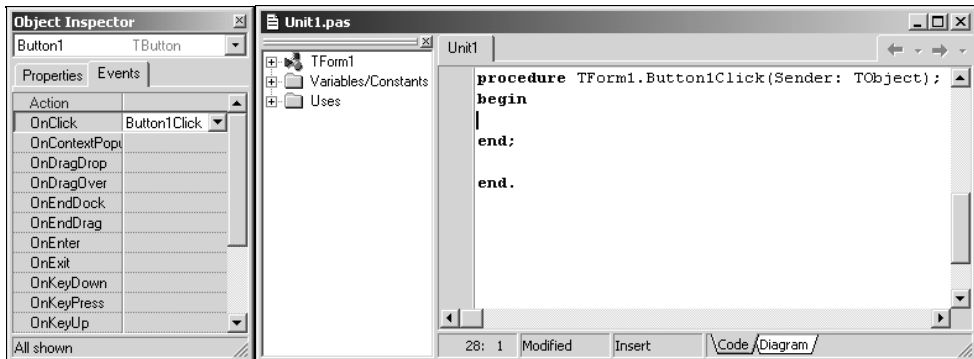 Object Inspector
Button1 TButton
Properties Events
Action
OnClick Button1Click
OnContextPopu
OnDragDrop
OnDragOver
OnEndDock
OnEndDrag
OnEnter
OnExit
OnKeyDown
OnKeyPress
OnKeyUp
All shown
Unit1.pas
TForm1
Variables/Constants
Uses
Unit1
procedure TForm1.Button1Click(Sender: TObject);
begin
end;
end.
28: 1 Modified Insert Code Diagram